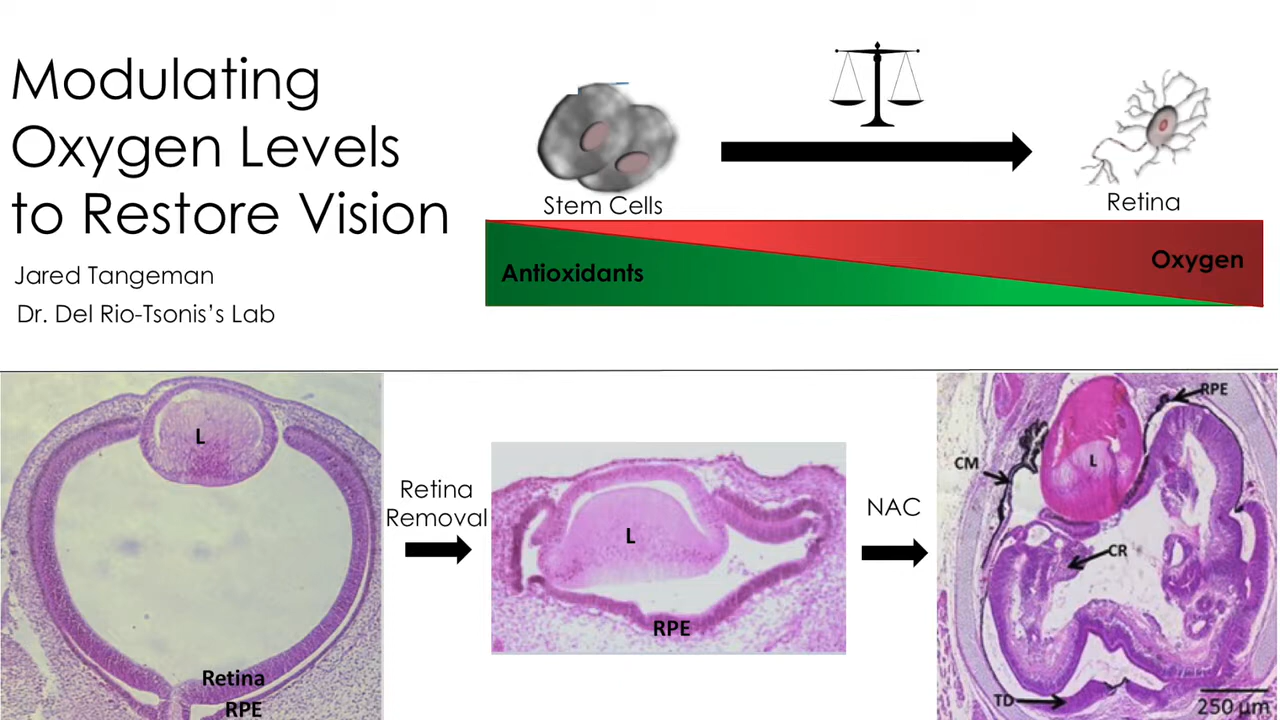 Modulating
Oxygen Levels
to Restore Vision
Jared Tangeman
Dr. Del Rio-Tsonis’s Lab
Stem Cells
Retina
Antioxidants
Oxygen
L
Retina
RPE
Retina
Removal
L
RPE
NAC
RPE
CM
L
CR
TD
250 µm